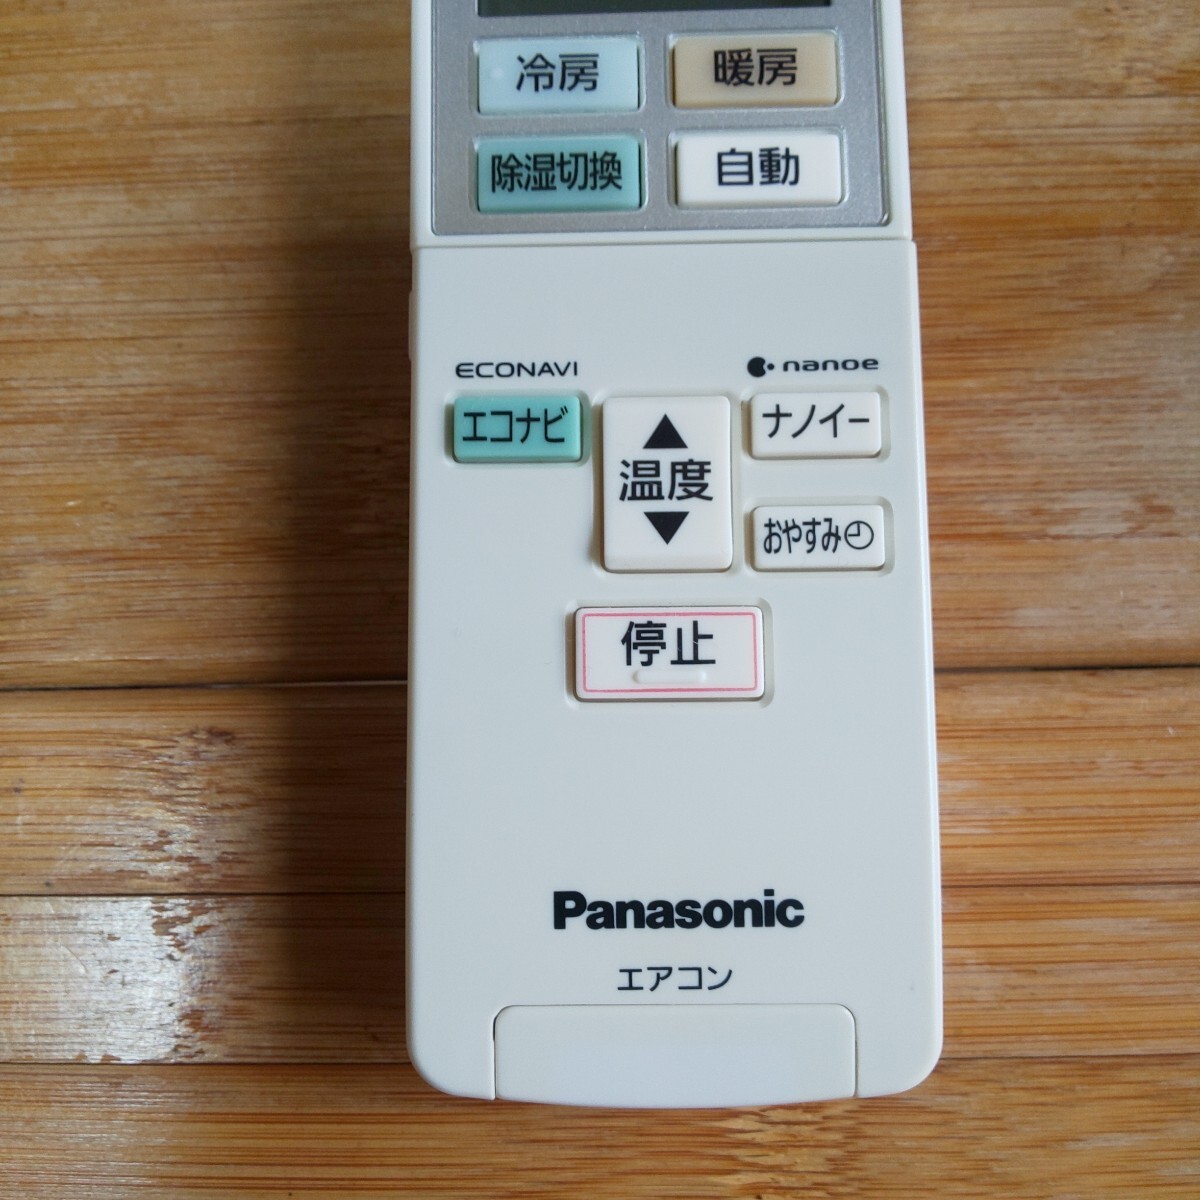 冷房 暖房
除湿切換 自動
ECONAVI nanoe
エコナビ ▲ ナノイー
温度
▼ おやすみ
停止
Panasonic
エアコン